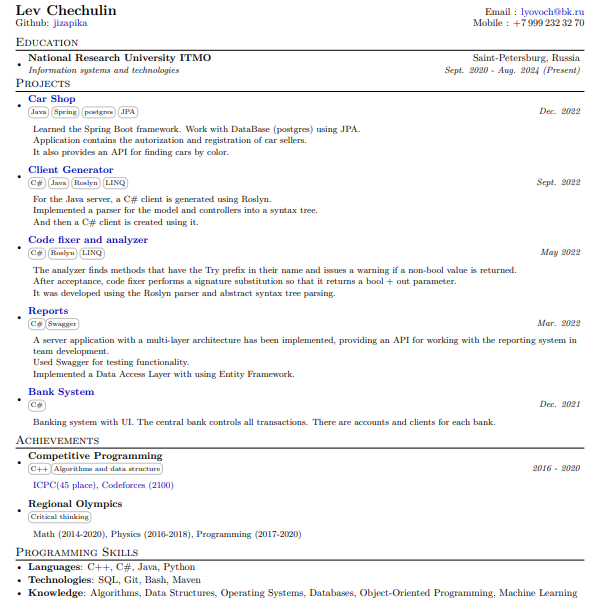 Lev Chechulin
Email : lyovoch@bk.ru
Github: jizapika
Mobile : +7 999 232 32 70
Education
• National Research University ITMO
Saint-Petersburg, Russia
Information systems and technologies
Sept. 2020 - Aug. 2024 (Present)
Projects
• Car Shop
Java Spring postgres JPA
Dec. 2022
Learned the Spring Boot framework. Work with DataBase (postgres) using JPA.
Application contains the autorization and registration of car sellers.
It also provides an API for finding cars by color.
• Client Generator
C# Java Roslyn LINQ
Sept. 2022
For the Java server, a C# client is generated using Roslyn.
Implemented a parser for the model and controllers into a syntax tree.
And then a C# client is created using it.
• Code fixer and analyzer
C# Roslyn LINQ
May 2022
The analyzer finds methods that have the Try prefix in their name and issues a warning if a non-bool value is returned.
After acceptance, code fixer performs a signature substitution so that it returns a bool + out parameter.
It was developed using the Roslyn parser and abstract syntax tree parsing.
• Reports
C# Swagger
Mar. 2022
A server application with a multi-layer architecture has been implemented, providing an API for working with the reporting system in
team development.
Used Swagger for testing functionality.
Implemented a Data Access Layer with using Entity Framework.
• Bank System
C#
Dec. 2021
Banking system with UI. The central bank controls all transactions. There are accounts and clients for each bank.
Achievements
• Competitive Programming
C++ Algorithms and data structure
2016 - 2020
ICPC(45 place), Codeforces (2100)
• Regional Olympics
Critical thinking
Math (2014-2020), Physics (2016-2018), Programming (2017-2020)
Programming Skills
• Languages: C++, C#, Java, Python
• Technologies: SQL, Git, Bash, Maven
• Knowledge: Algorithms, Data Structures, Operating Systems, Databases, Object-Oriented Programming, Machine Learning